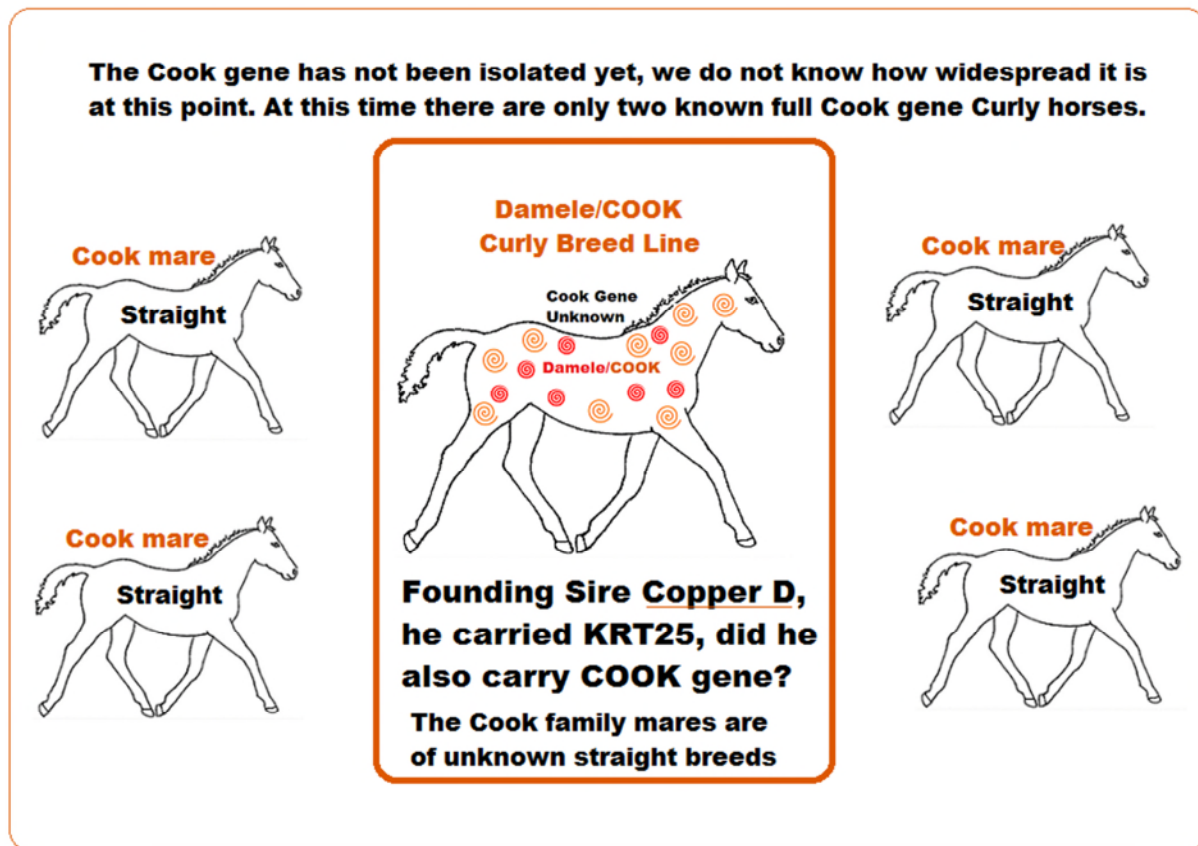 The Cook gene has not been isolated yet, we do not know how widespread it is
at this point. At this time there are only two known full Cook gene Curly horses.
Cook mare
Straight
Damele/COOK
Curly Breed Line
Cook Gene
Unknown
Damele/COOK
Cook mare
Straight
Cook mare
Straight
Founding Sire Copper D,
he carried KRT25, did he
also carry COOK gene?
The Cook family mares are
of unknown straight breeds
Cook mare
Straight